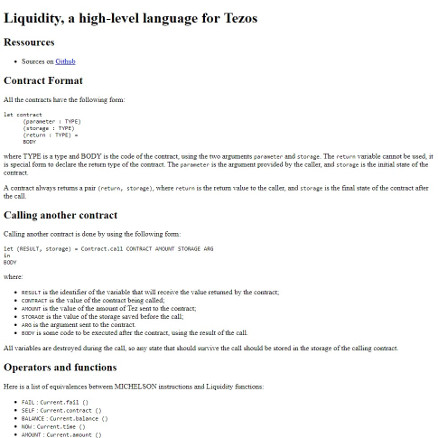 Liquidity, a high-level language for Tezos
Ressources
Sources on Github
Contract Format
All the contracts have the following form:
let contract
(parameter : TYPE)
(storage : TYPE)
(return : TYPE) =
BODY
where TYPE is a type and BODY is the code of the contract, using the two arguments parameter and storage. The return variable cannot be used, it
is special form to declare the return type of the contract. The parameter is the argument provided by the caller, and storage is the initial state of the
contract.
A contract always returns a pair (return, storage), where return is the return value to the caller, and storage is the final state of the contract after
the call.
Calling another contract
Calling another contract is done by using the following form:
let (RESULT, storage) = Contract.call CONTRACT AMOUNT STORAGE ARG
in
BODY
where:
RESULT is the identifier of the variable that will receive the value returned by the contract;
CONTRACT is the value of the contract being called;
AMOUNT is the value of the amount of Tez sent to the contract;
STORAGE is the value of the storage saved before the call;
ARG is the argument sent to the contract.
BODY is some code to be executed after the contract, using the result of the call.
All variables are destroyed during the call, so any state that should survive the call should be stored in the storage of the calling contract.
Operators and functions
Here is a list of equivalences between MICHELSON instructions and Liquidity functions:
FAIL : Current.fail ()
SELF : Current.contract ()
BALANCE : Current.balance ()
NOW : Current.time ()
AMOUNT : Current.amount ()